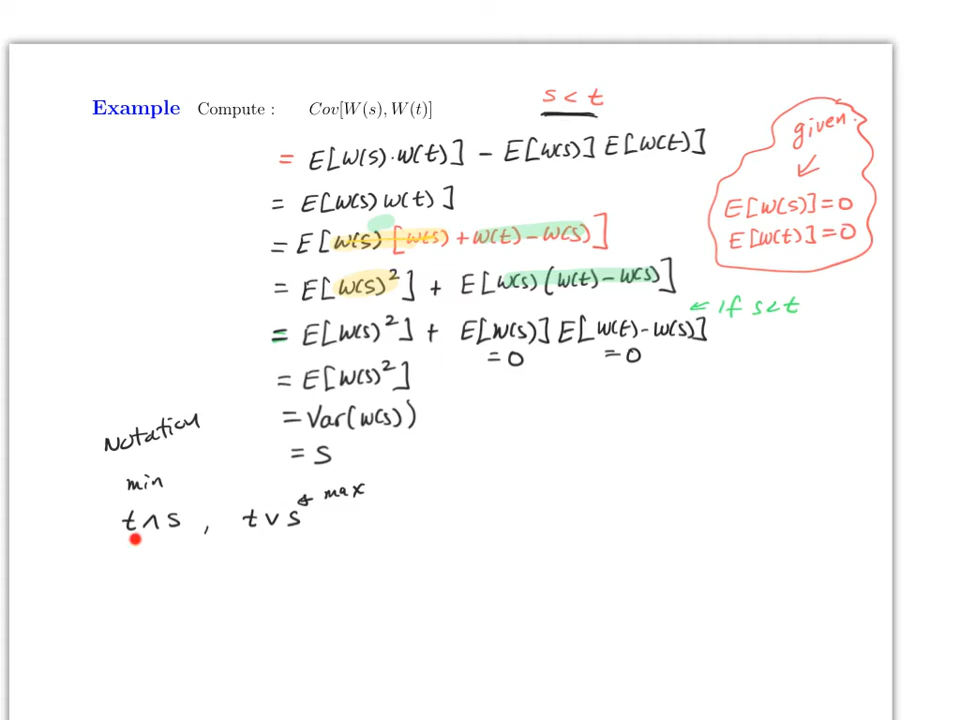 s < t
Example Compute : Cov[W(s), W(t)]
given:
= E[W(s)·W(t)] − E[W(s)] E[W(t)]
= E[W(s) W(t)]
E[W(s)] = 0
= E[W(s) [W(s) + W(t) − W(s)]
E[W(t)] = 0
= E[W(s)²] + E[W(s) (W(t) − W(s)]
← if s<t
= E[W(s)²] + E[W(s)] E[W(t) − W(s)]
= 0 = 0
= E[W(s)²]
= Var(W(s))
Notation
= s
min
← max
t ∧ s , t ∨ s